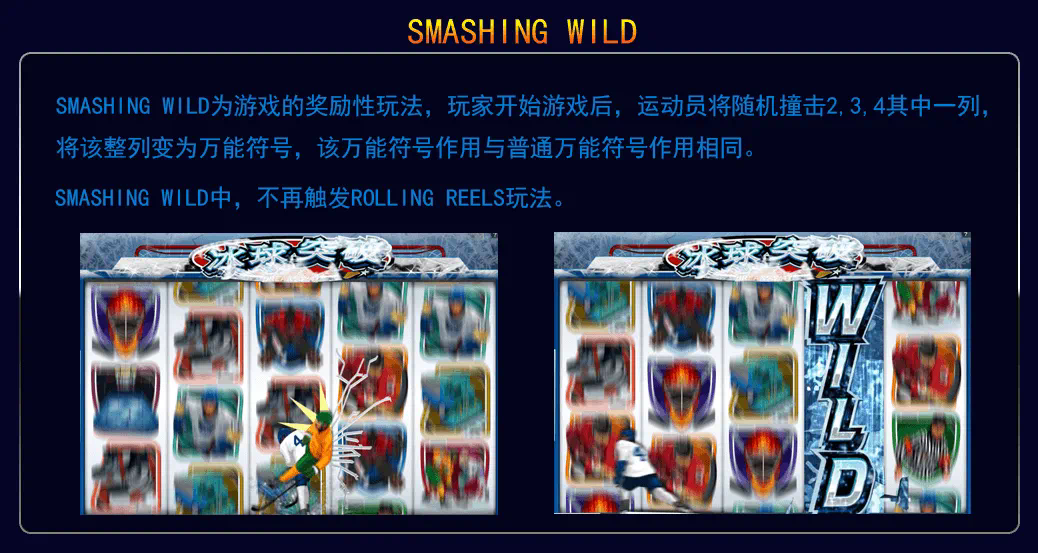 SMASHING WILD
SMASHING WILD为游戏的奖励性玩法，玩家开始游戏后，运动员将随机撞击2,3,4其中一列，
将该整列变为万能符号，该万能符号作用与普通万能符号作用相同。
SMASHING WILD中，不再触发ROLLING REELS玩法。
冰球突破
冰球突破
WILD